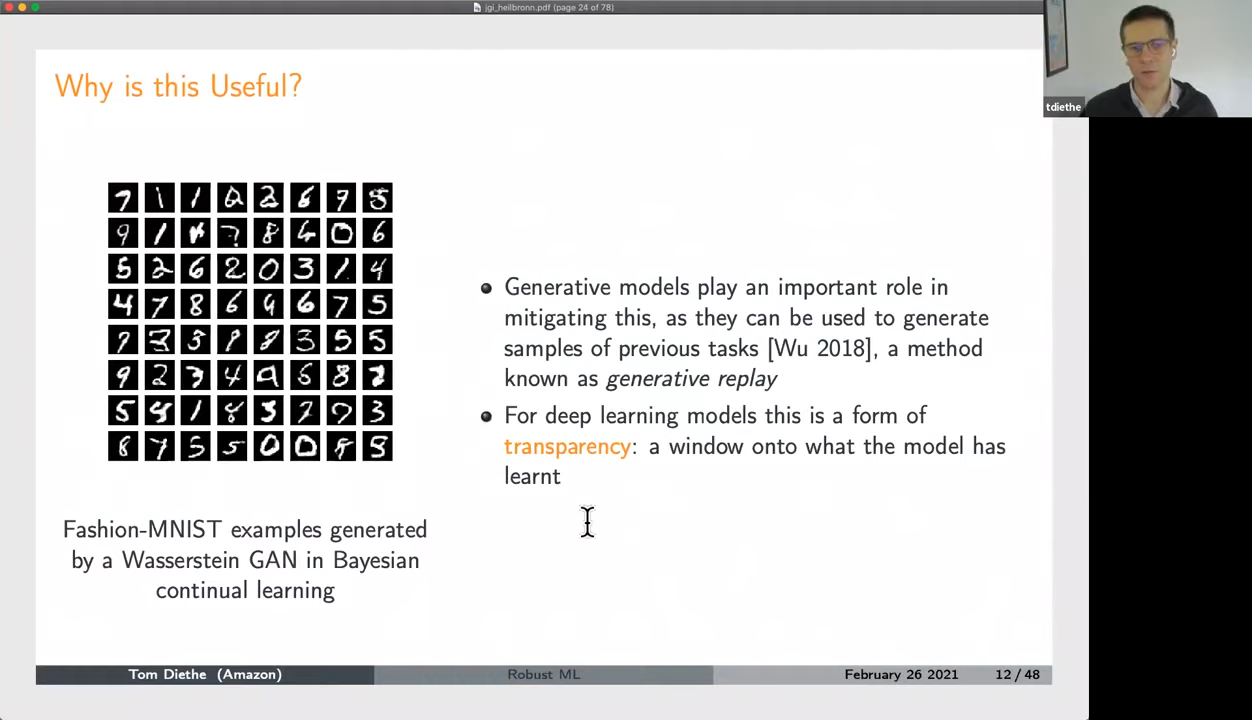 jgi_heilbronn.pdf (page 24 of 78)
tdiethe
Why is this Useful?
Generative models play an important role in
mitigating this, as they can be used to generate
samples of previous tasks [Wu 2018], a method
known as generative replay
For deep learning models this is a form of
transparency: a window onto what the model has
learnt
Fashion-MNIST examples generated
by a Wasserstein GAN in Bayesian
continual learning
Tom Diethe (Amazon)
Robust ML
February 26 2021
12 / 48